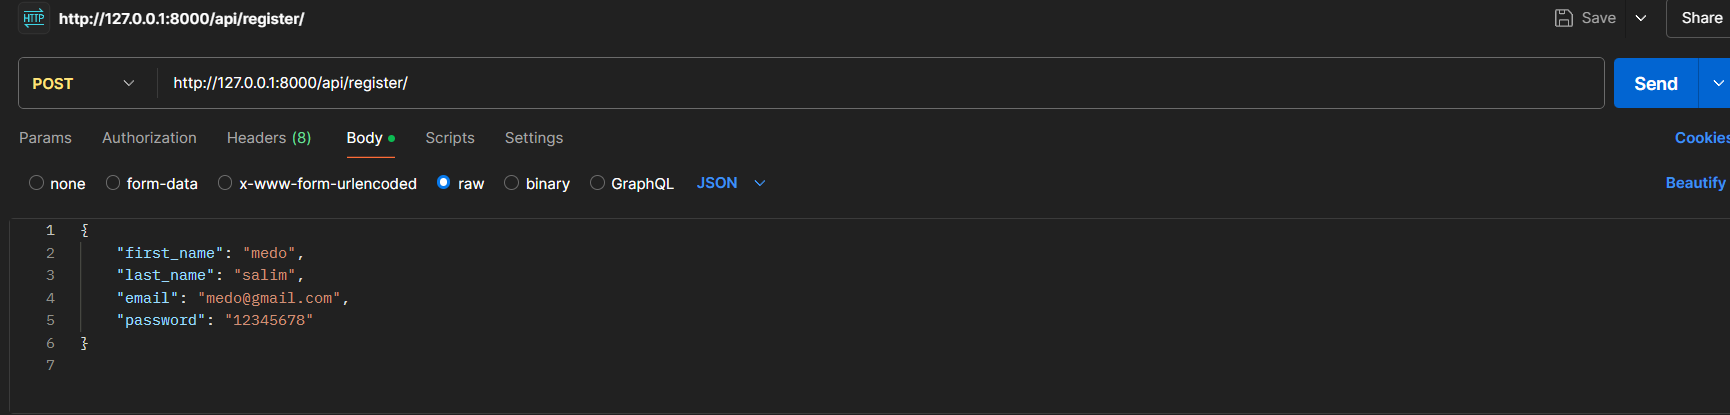 HTTP http://127.0.0.1:8000/api/register/ Save Share
POST http://127.0.0.1:8000/api/register/ Send
Params Authorization Headers (8) Body Scripts Settings Cookies
none form-data x-www-form-urlencoded raw binary GraphQL JSON Beautify
1 {
2 "first_name": "medo",
3 "last_name": "salim",
4 "email": "medo@gmail.com",
5 "password": "12345678"
6 }
7